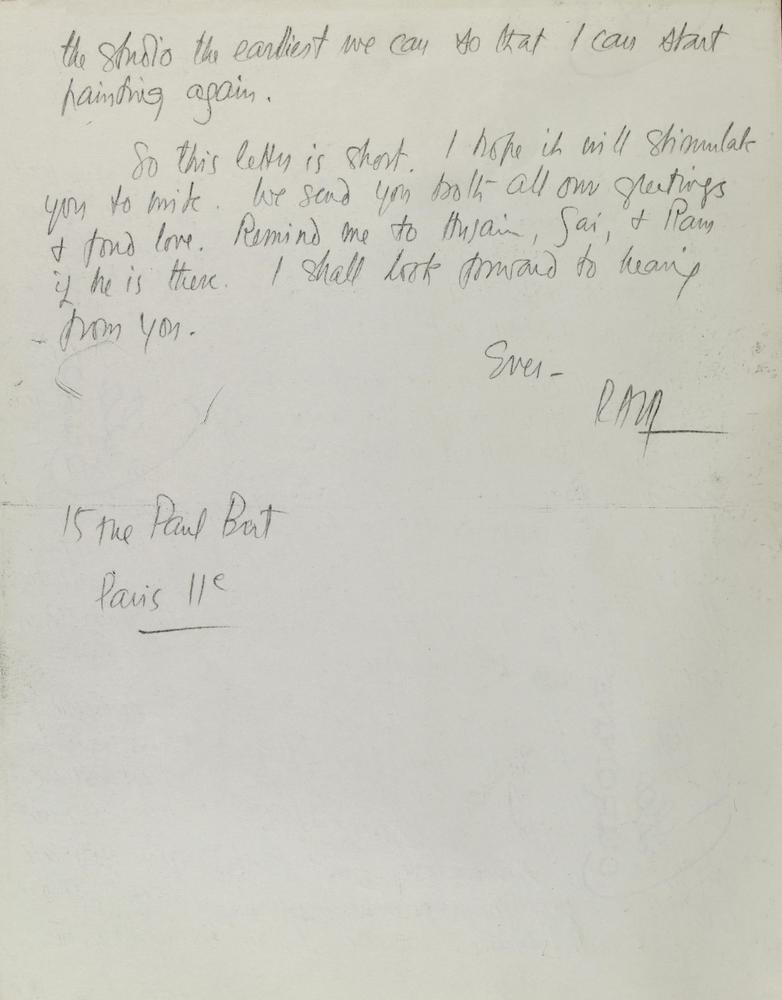 the studio the earliest we can so that I can start
painting again.
So this letter is short. I hope it will stimulate
you to write. We send you both all our greetings
& fond love. Remind me to Husain, Gai, & Ram
if he is there. I shall look forward to hearing
from you.
Ever -
15 rue Paul Bert
Paris 11e